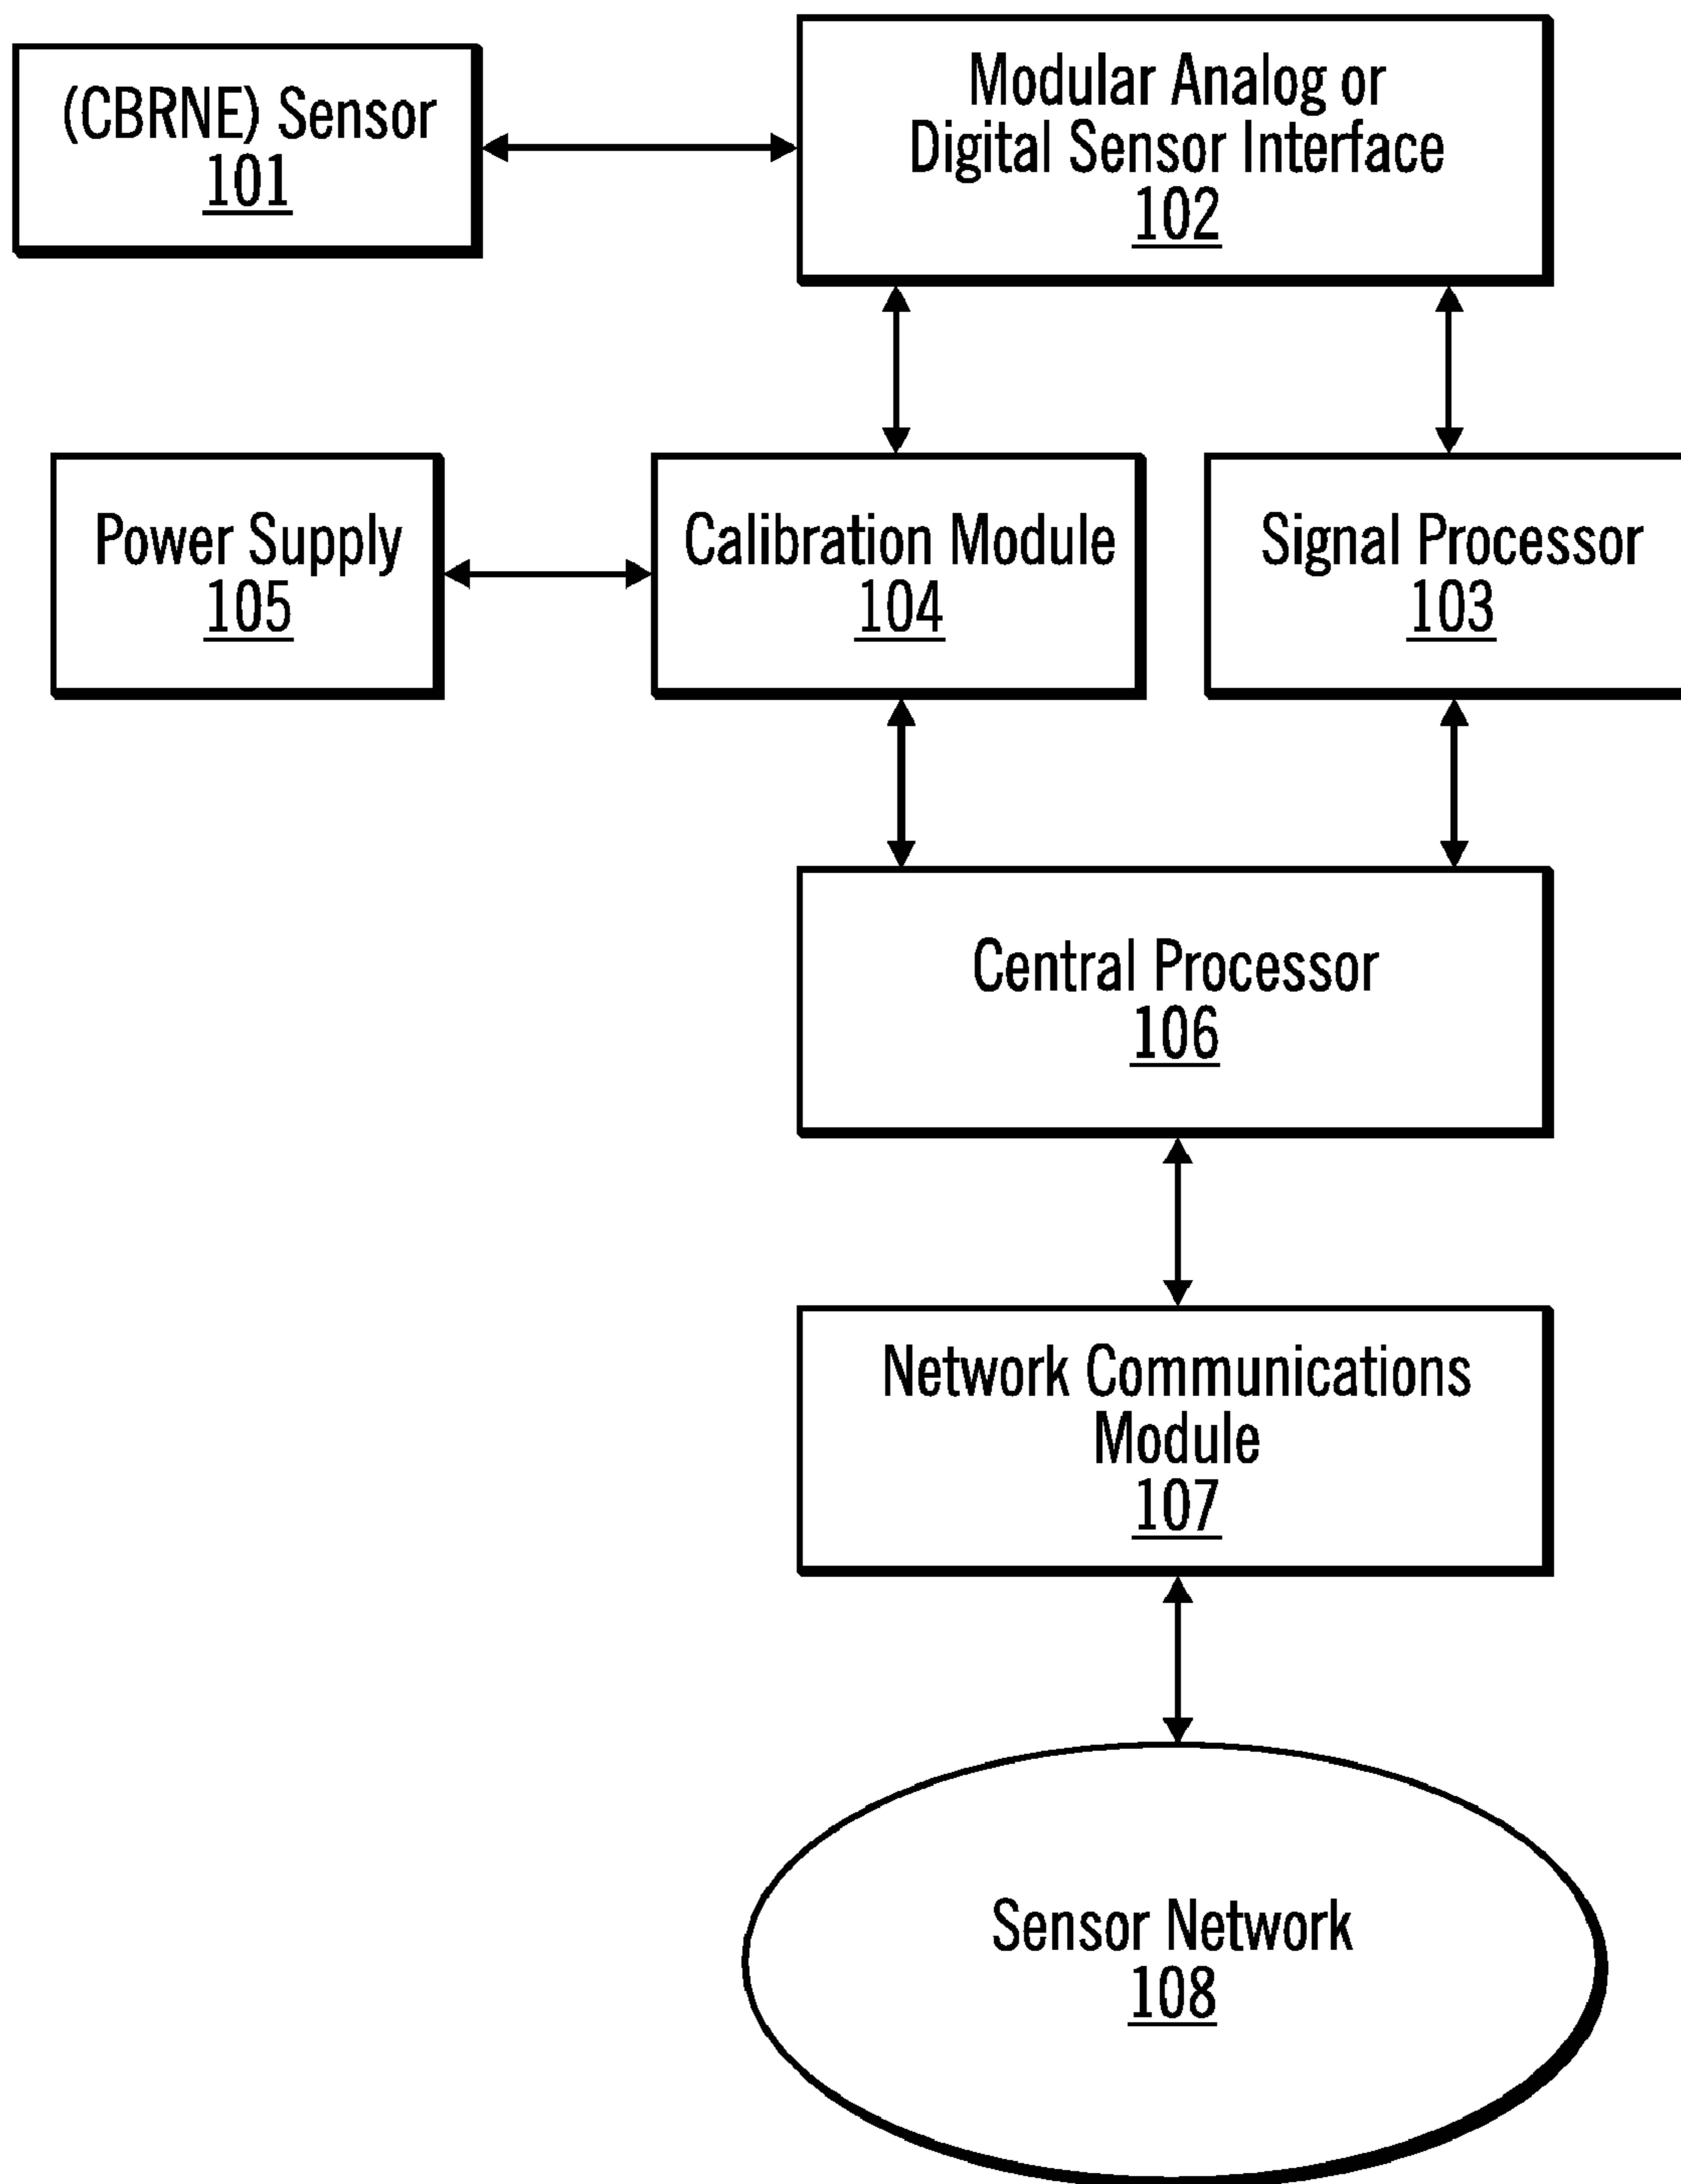 (CBRNE) Sensor
101
Modular Analog or
Digital Sensor Interface
102
Power Supply
105
Calibration Module
104
Signal Processor
103
Central Processor
106
Network Communications
Module
107
Sensor Network
108